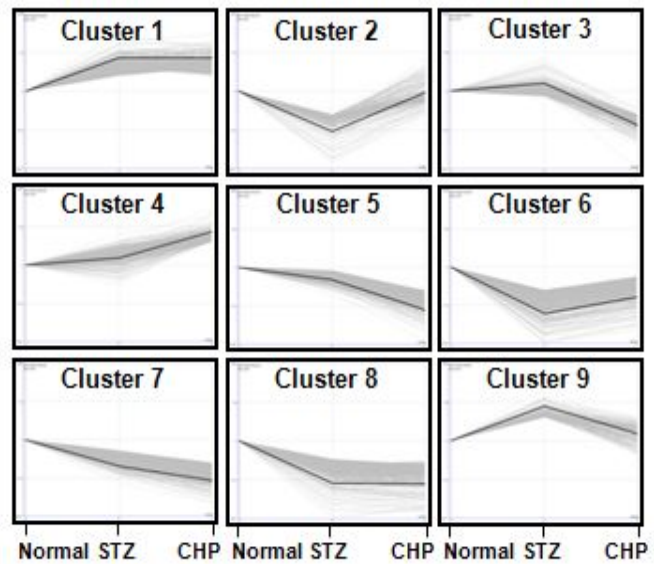 Cluster 1 Cluster 2 Cluster 3
Cluster 4 Cluster 5 Cluster 6
Cluster 7 Cluster 8 Cluster 9
Normal STZ CHP Normal STZ CHP Normal STZ CHP